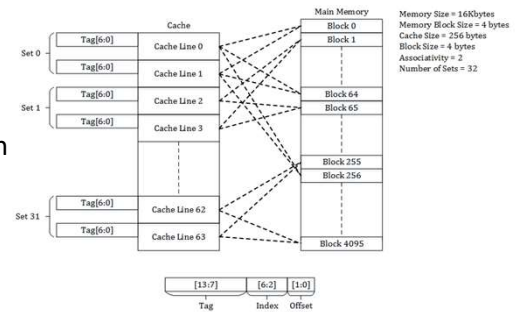 Cache
Main Memory
Memory Size = 16Kbytes
Memory Block Size = 4 bytes
Cache Size = 256 bytes
Block Size = 4 bytes
Associativity = 2
Number of Sets = 32
Set 0
Tag[6:0]
Cache Line 0
Tag[6:0]
Cache Line 1
Set 1
Tag[6:0]
Cache Line 2
Tag[6:0]
Cache Line 3
Set 31
Tag[6:0]
Cache Line 62
Tag[6:0]
Cache Line 63
Block 0
Block 1
Block 64
Block 65
Block 255
Block 256
Block 4095
[13:7]
[6:2]
[1:0]
Tag
Index
Offset